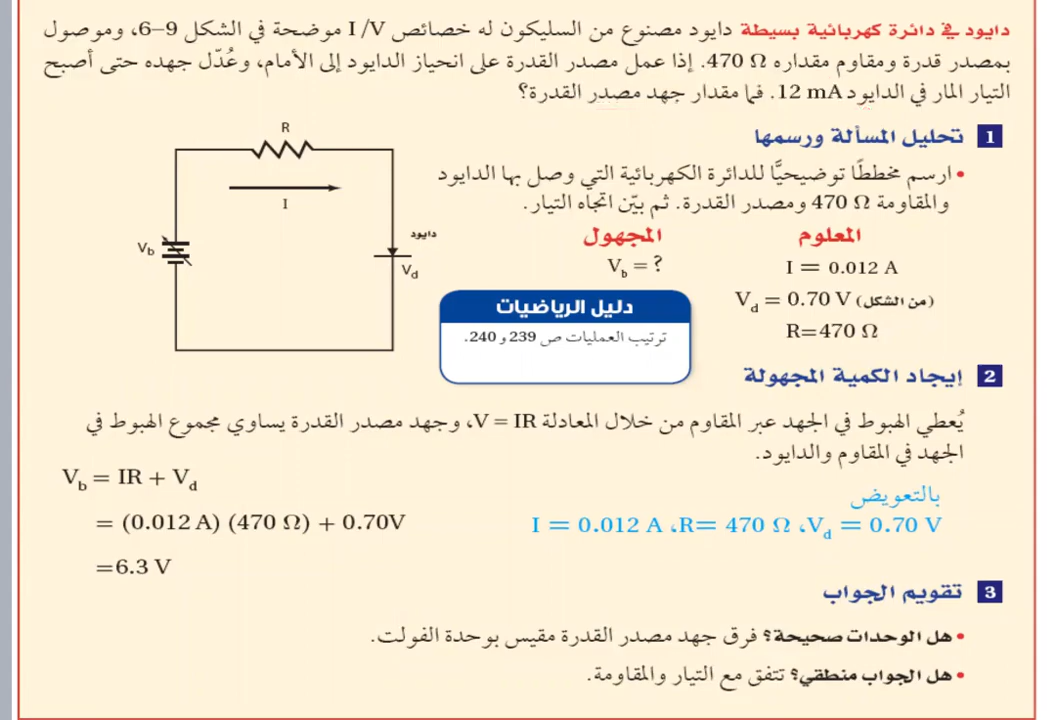 دايود في دائرة كهربائية بسيطة دايود مصنوع من السليكون له خصائص I/V موضحة في الشكل 9-6، وموصول
بمصدر قدرة ومقاوم مقداره 470 Ω. إذا عمل مصدر القدرة على انحياز الدايود إلى الأمام، وعُدّل جهده حتى أصبح
التيار المار في الدايود 12 mA. فما مقدار جهد مصدر القدرة؟
1 تحليل المسألة ورسمها
• ارسم مخططًا توضيحيًّا للدائرة الكهربائية التي وصل بها الدايود
والمقاومة 470 Ω ومصدر القدرة. ثم بيّن اتجاه التيار.
R
I
Vb
دايود
Vd
المعلوم
I = 0.012 A
Vd = 0.70 V (من الشكل)
R=470 Ω
المجهول
Vb = ?
دليل الرياضيات
ترتيب العمليات ص 239 و 240.
2 إيجاد الكمية المجهولة
يُعطي الهبوط في الجهد عبر المقاوم من خلال المعادلة V = IR، وجهد مصدر القدرة يساوي مجموع الهبوط في
الجهد في المقاوم والدايود.
Vb = IR + Vd
بالتعويض
I = 0.012 A ،R= 470 Ω ،Vd = 0.70 V
= (0.012 A) (470 Ω) + 0.70V
=6.3 V
3 تقويم الجواب
• هل الوحدات صحيحة؟ فرق جهد مصدر القدرة مقيس بوحدة الفولت.
• هل الجواب منطقي؟ تتفق مع التيار والمقاومة.